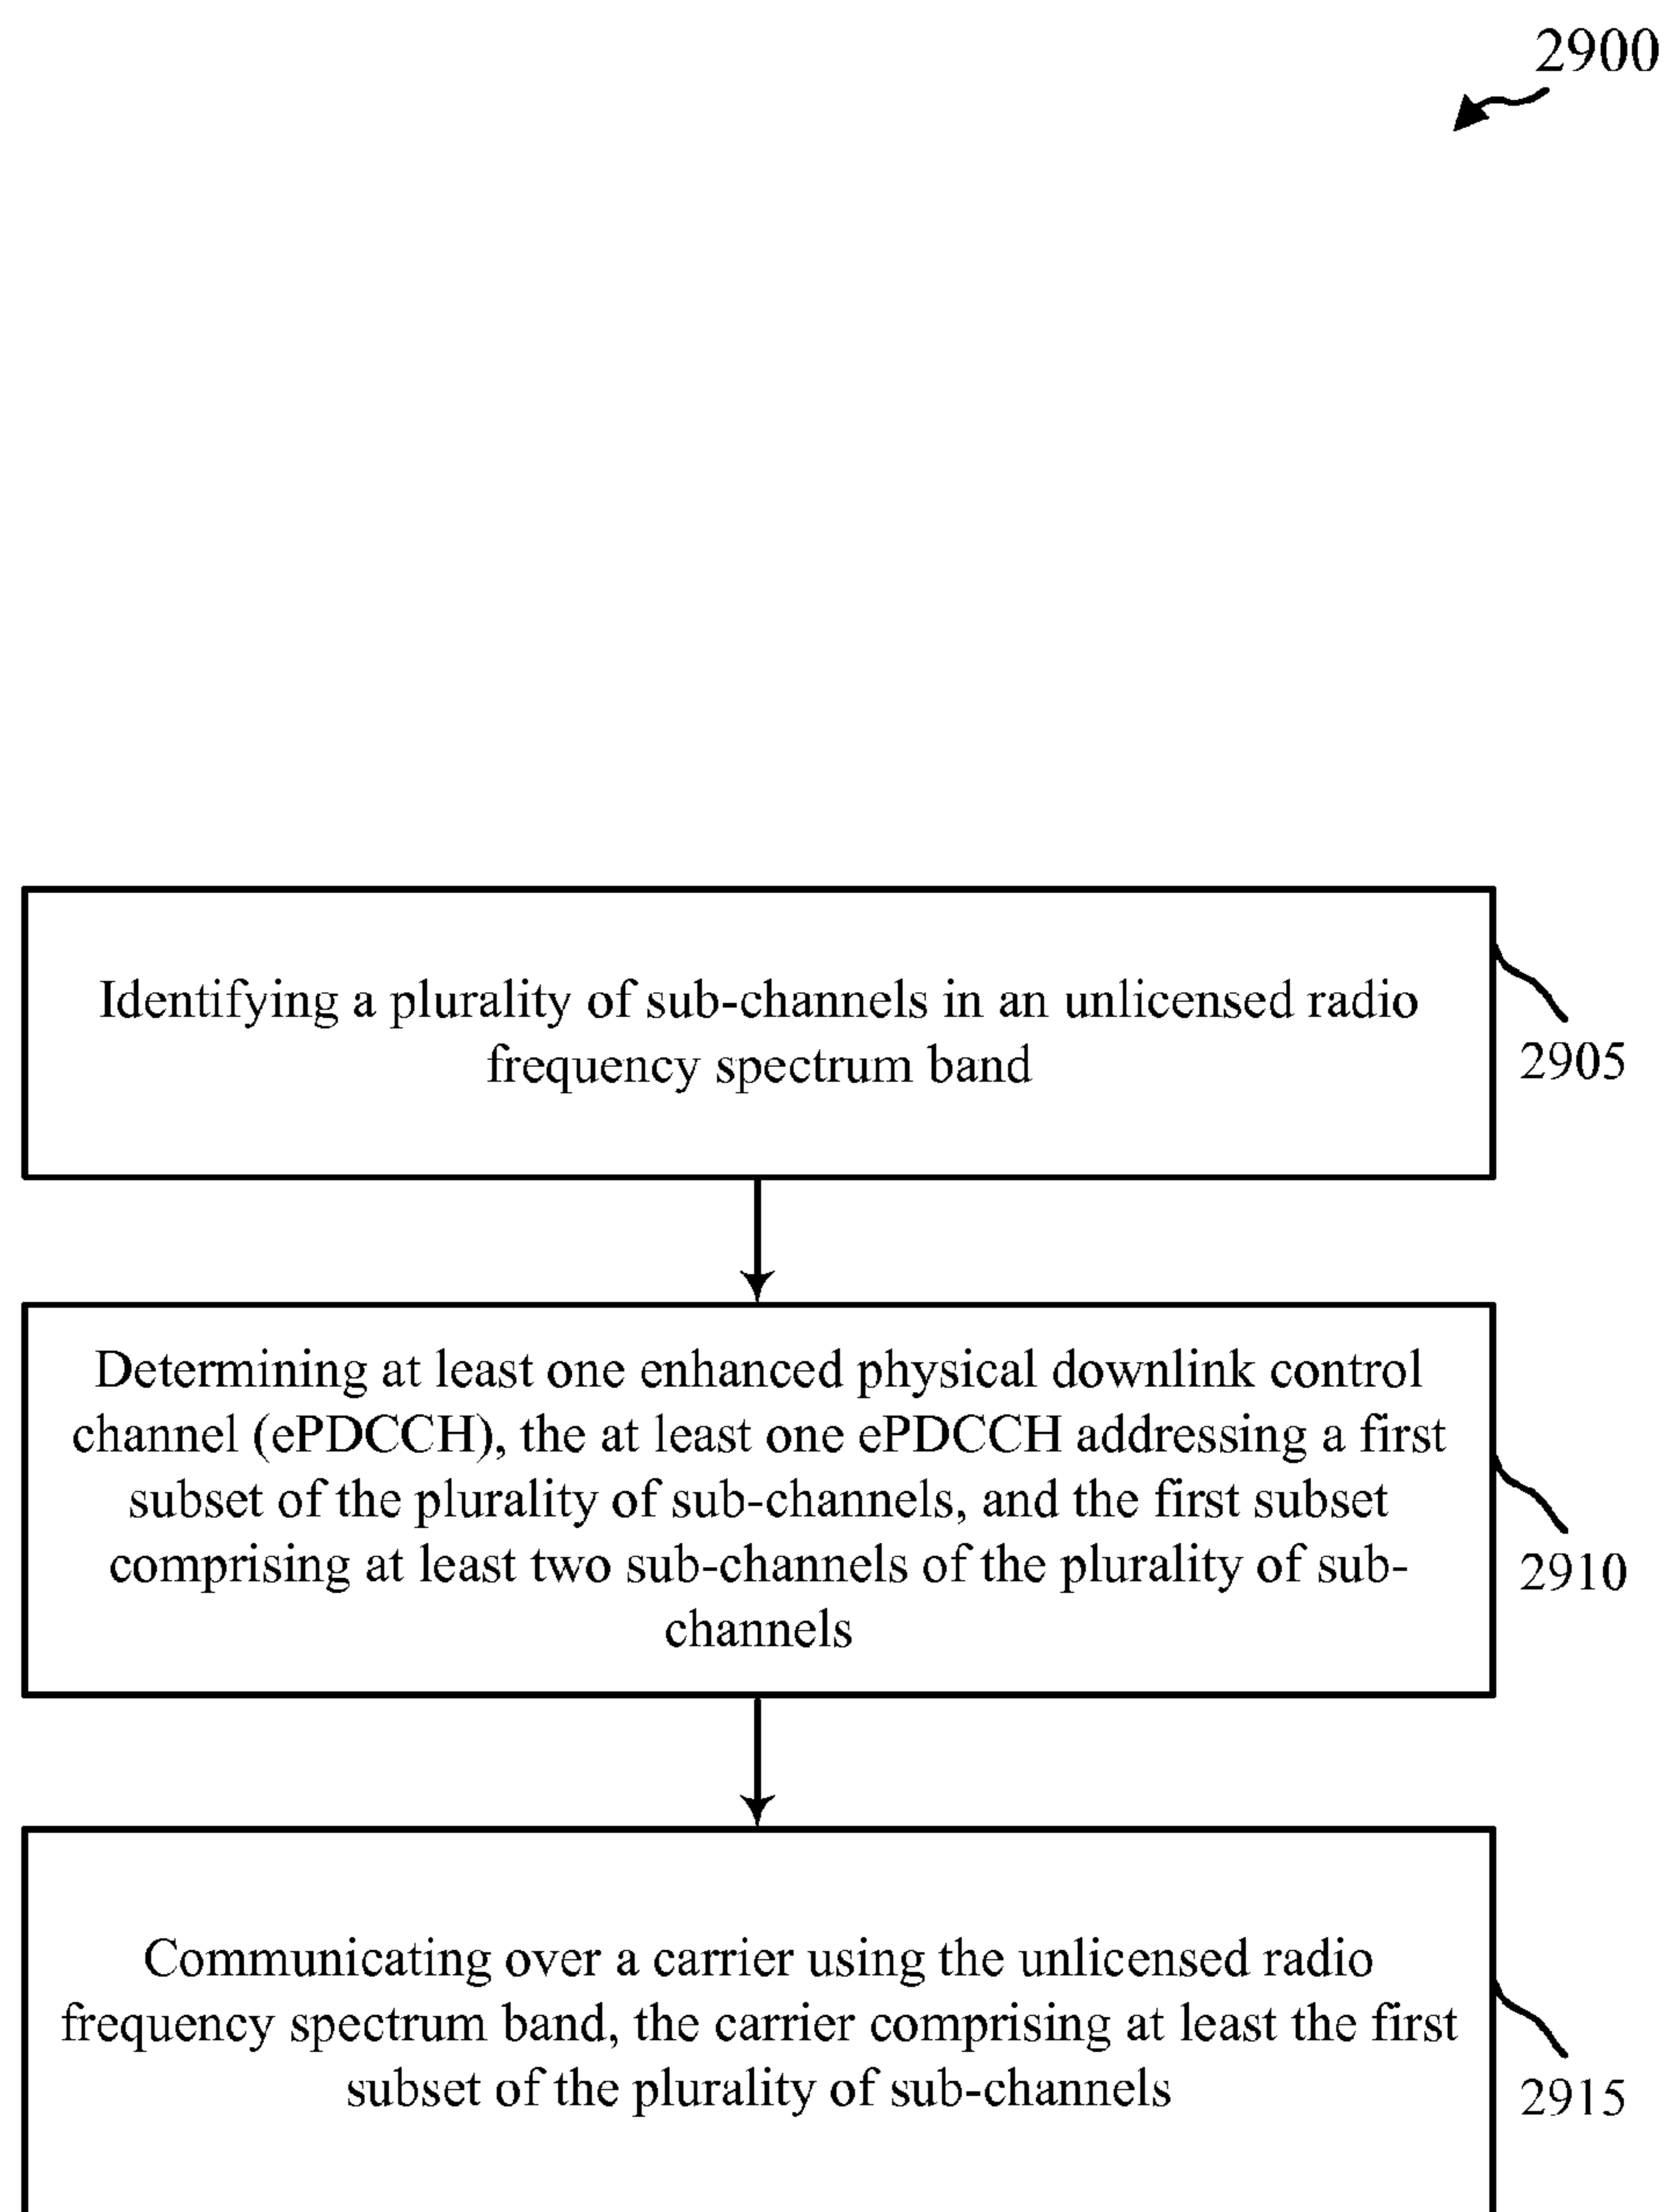 2900
Identifying a plurality of sub-channels in an unlicensed radio
frequency spectrum band
2905
Determining at least one enhanced physical downlink control
channel (ePDCCH), the at least one ePDCCH addressing a first
subset of the plurality of sub-channels, and the first subset
comprising at least two sub-channels of the plurality of sub-
channels
2910
Communicating over a carrier using the unlicensed radio
frequency spectrum band, the carrier comprising at least the first
subset of the plurality of sub-channels
2915